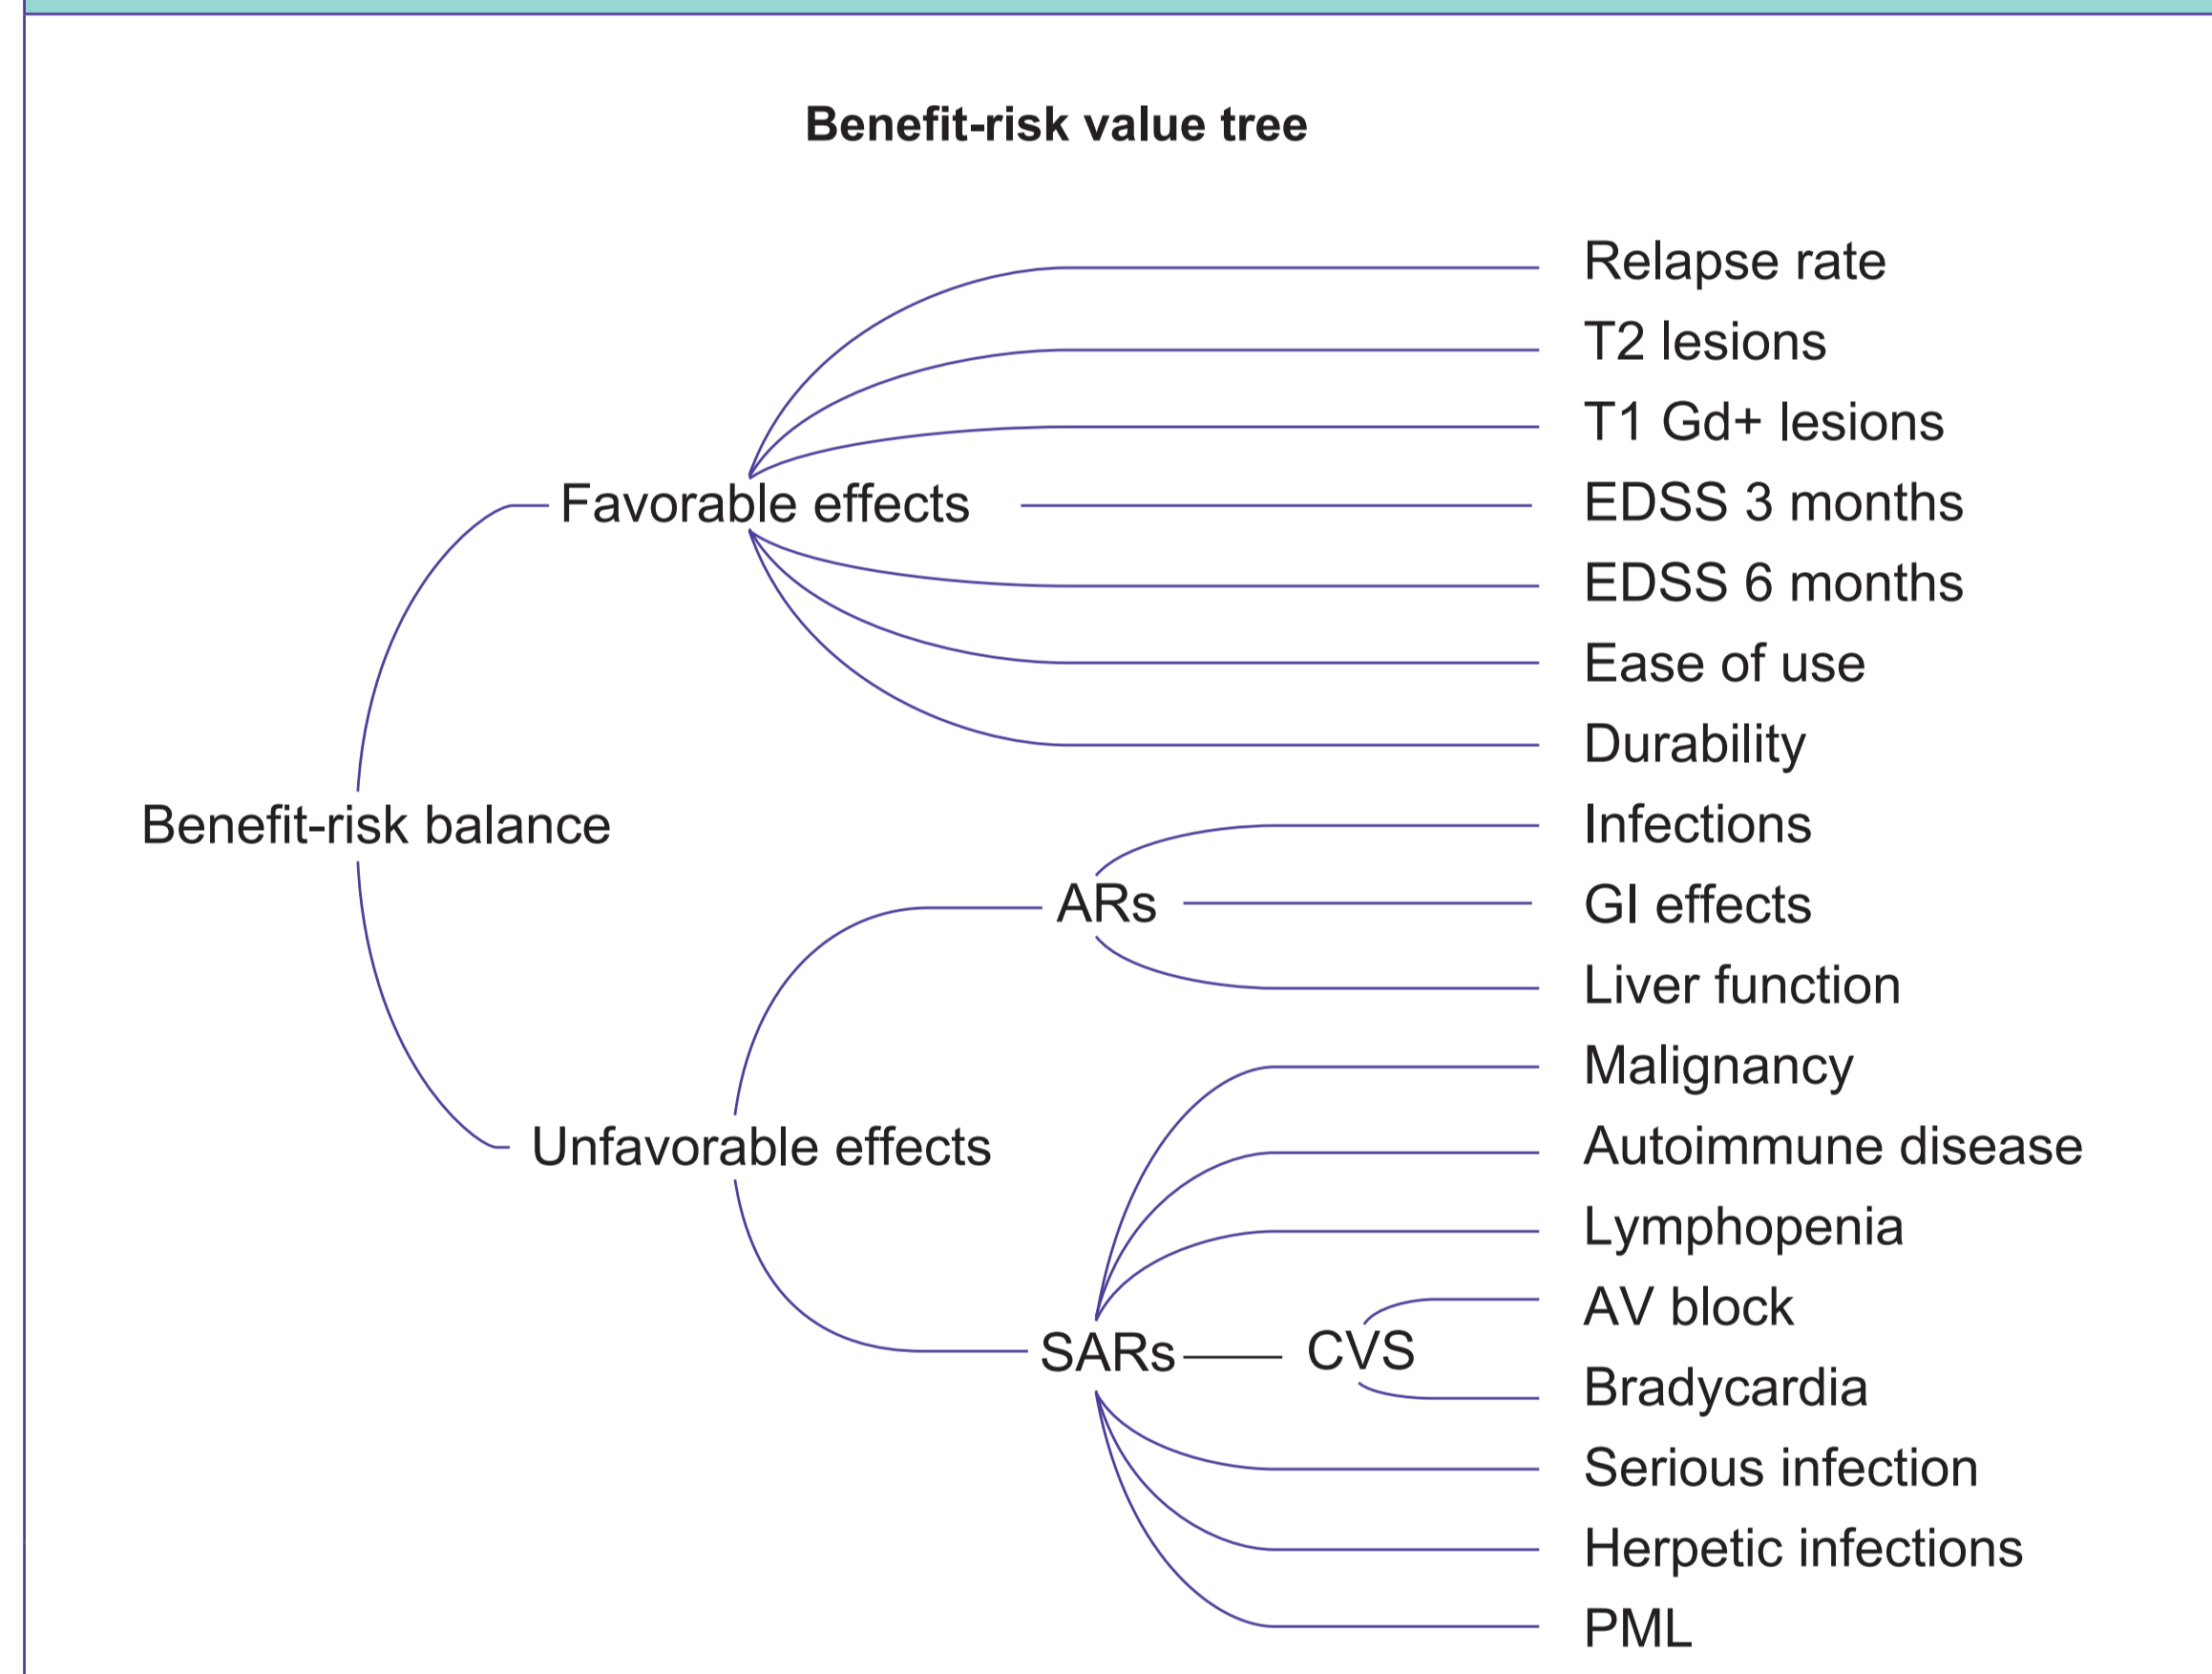 Benefit-risk value tree
Relapse rate
T2 lesions
T1 Gd+ lesions
Favorable effects
EDSS 3 months
EDSS 6 months
Ease of use
Durability
Benefit-risk balance
Infections
ARs
GI effects
Liver function
Malignancy
Unfavorable effects
Autoimmune disease
Lymphopenia
AV block
SARs
CVS
Bradycardia
Serious infection
Herpetic infections
PML